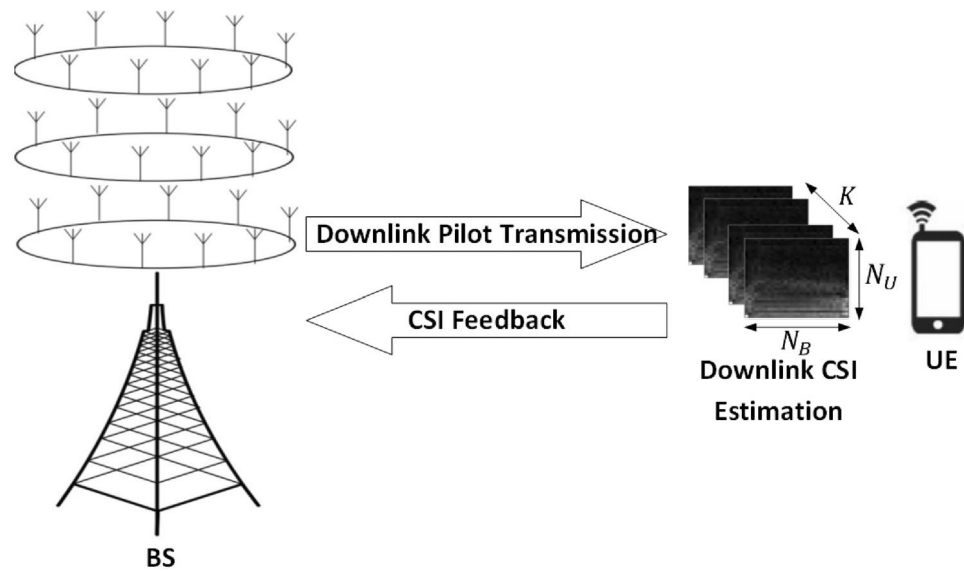 Downlink Pilot Transmission
CSI Feedback
K
N_U
N_B
Downlink CSI
Estimation
UE
BS